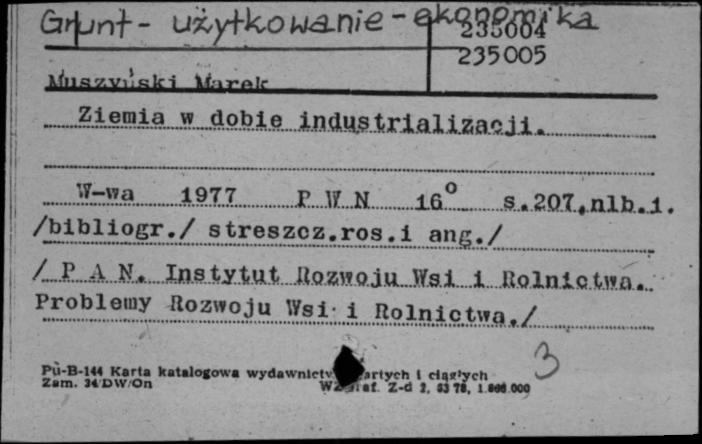 Grunt - użytkowanie - ekonomika
235004
235005
Muszyński Marek
Ziemia w dobie industrializacji.
W-wa 1977 P W N 16° s.207,nlb.1.
/bibliogr./ streszcz.ros.i ang./
/ P A N. Instytut Rozwoju Wsi i Rolnictwa.
Problemy Rozwoju Wsi i Rolnictwa./
3
Pu-B-144 Karta katalogowa wydawnictw i ciągłych
Zam. 34/DW/On Z-d 2,